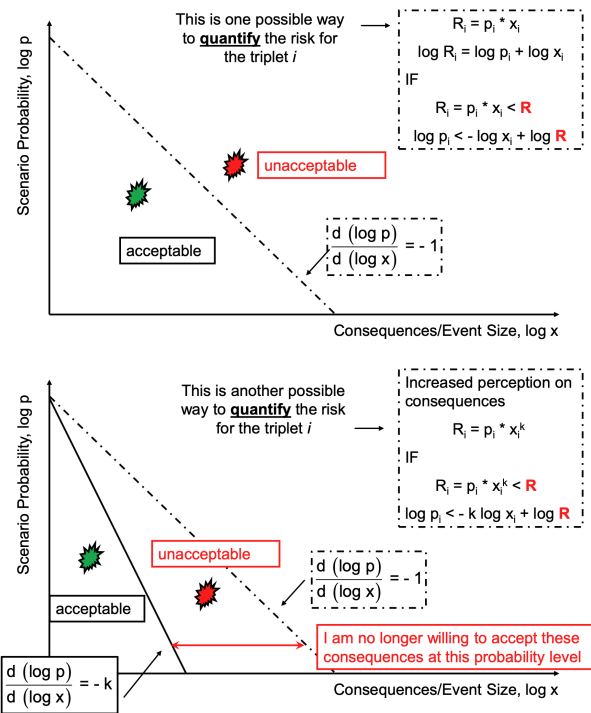 This is one possible way
to quantify the risk for
the triplet i
Rᵢ = pᵢ * xᵢ
log Rᵢ = log pᵢ + log xᵢ
IF
Rᵢ = pᵢ * xᵢ < R
log pᵢ < - log xᵢ + log R
Scenario Probability, log p
unacceptable
acceptable
d (log p)
d (log x)
= - 1
Consequences/Event Size, log x
This is another possible
way to quantify the risk
for the triplet i
Increased perception on
consequences
Rᵢ = pᵢ * xᵢᵏ
IF
Rᵢ = pᵢ * xᵢᵏ < R
log pᵢ < - k log xᵢ + log R
Scenario Probability, log p
unacceptable
acceptable
d (log p)
d (log x)
= - 1
I am no longer willing to accept these
consequences at this probability level
d (log p)
d (log x)
= - k
Consequences/Event Size, log x